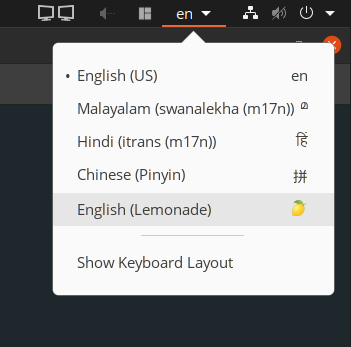 en
English (US) en
Malayalam (swanalekha (m17n)) മ
Hindi (itrans (m17n)) हिं
Chinese (Pinyin) 拼
English (Lemonade) 🍋
Show Keyboard Layout